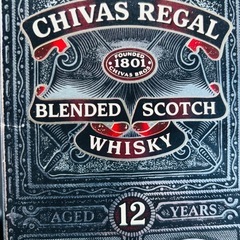 CHIVAS REGAL
FOUNDED
1801
CHIVAS BROS
BLENDED SCOTCH
WHISKY
AGED 12 YEARS